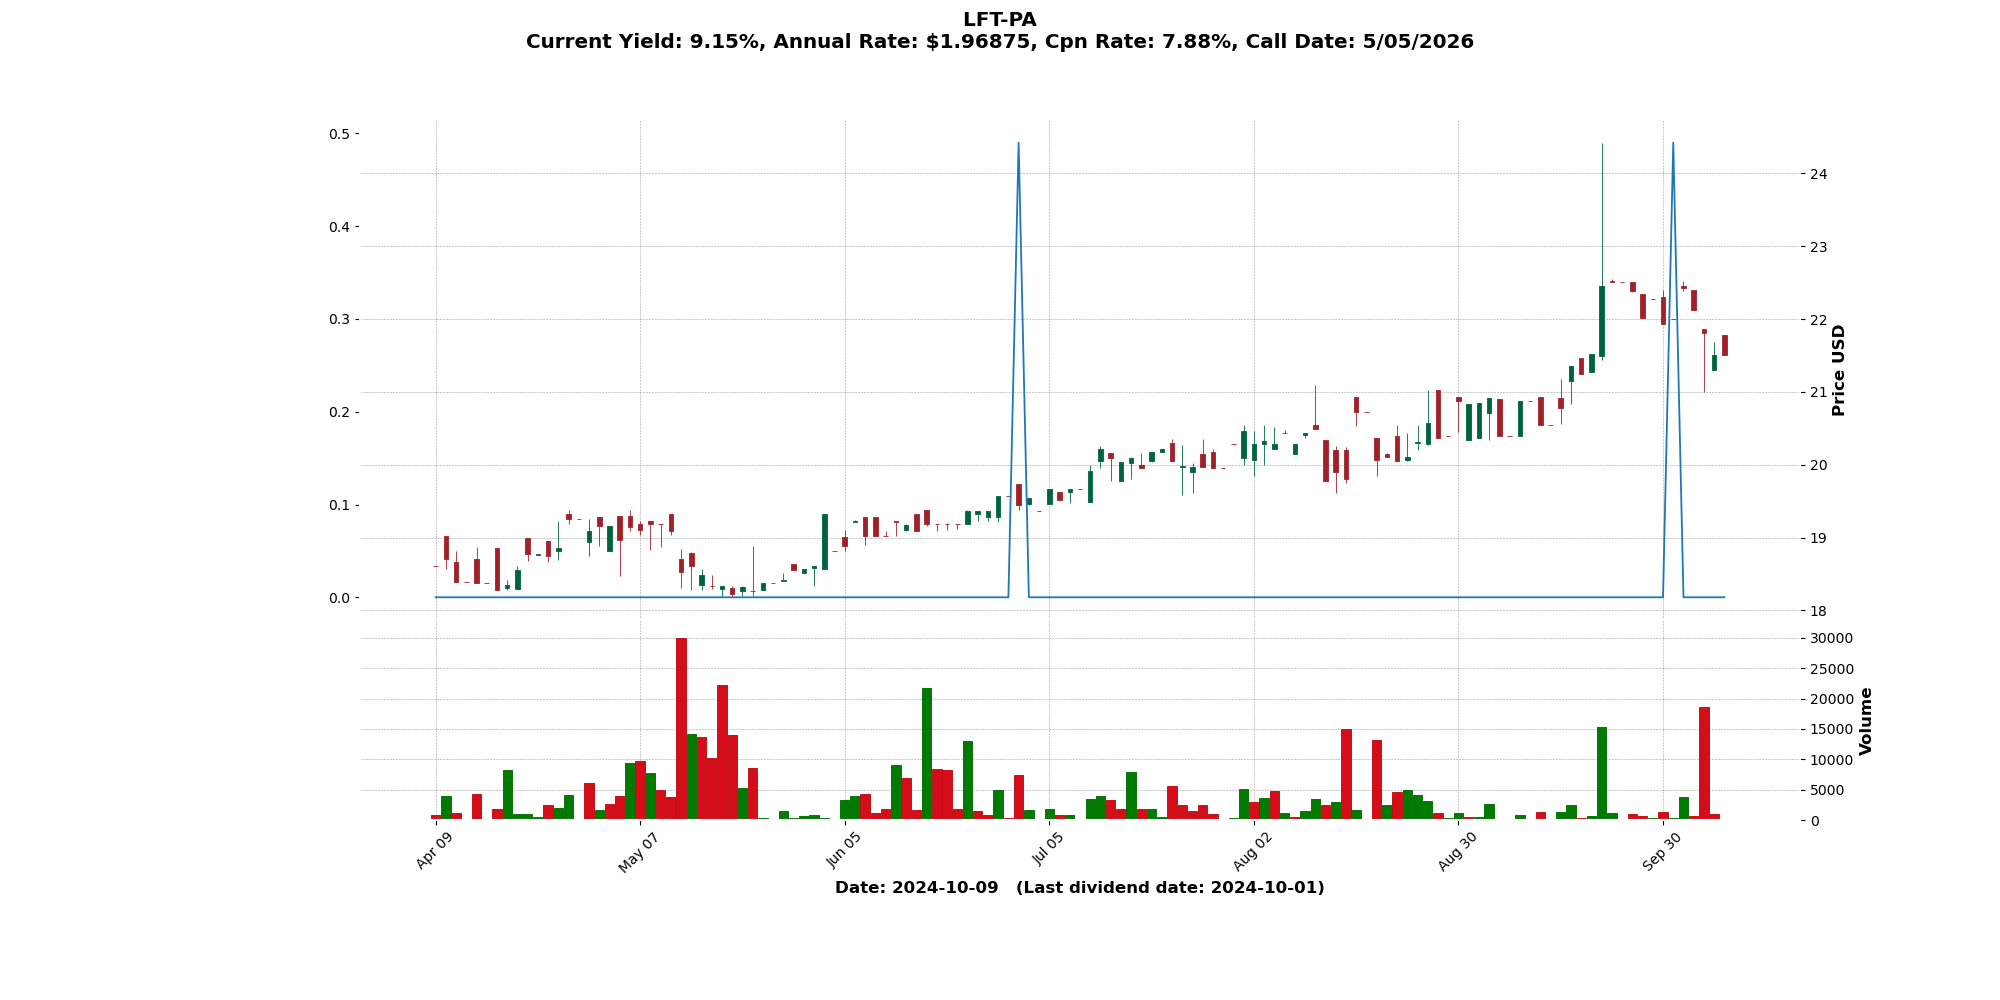 LFT-PA
Current Yield: 9.15%, Annual Rate: $1.96875, Cpn Rate: 7.88%, Call Date: 5/05/2026
0.5
0.4
0.3
0.2
0.1
0.0
24
23
22
21
20
19
18
Price USD
30000
25000
20000
15000
10000
5000
0
Volume
Apr 09
May 07
Jun 05
Jul 05
Aug 02
Aug 30
Sep 30
Date: 2024-10-09 (Last dividend date: 2024-10-01)